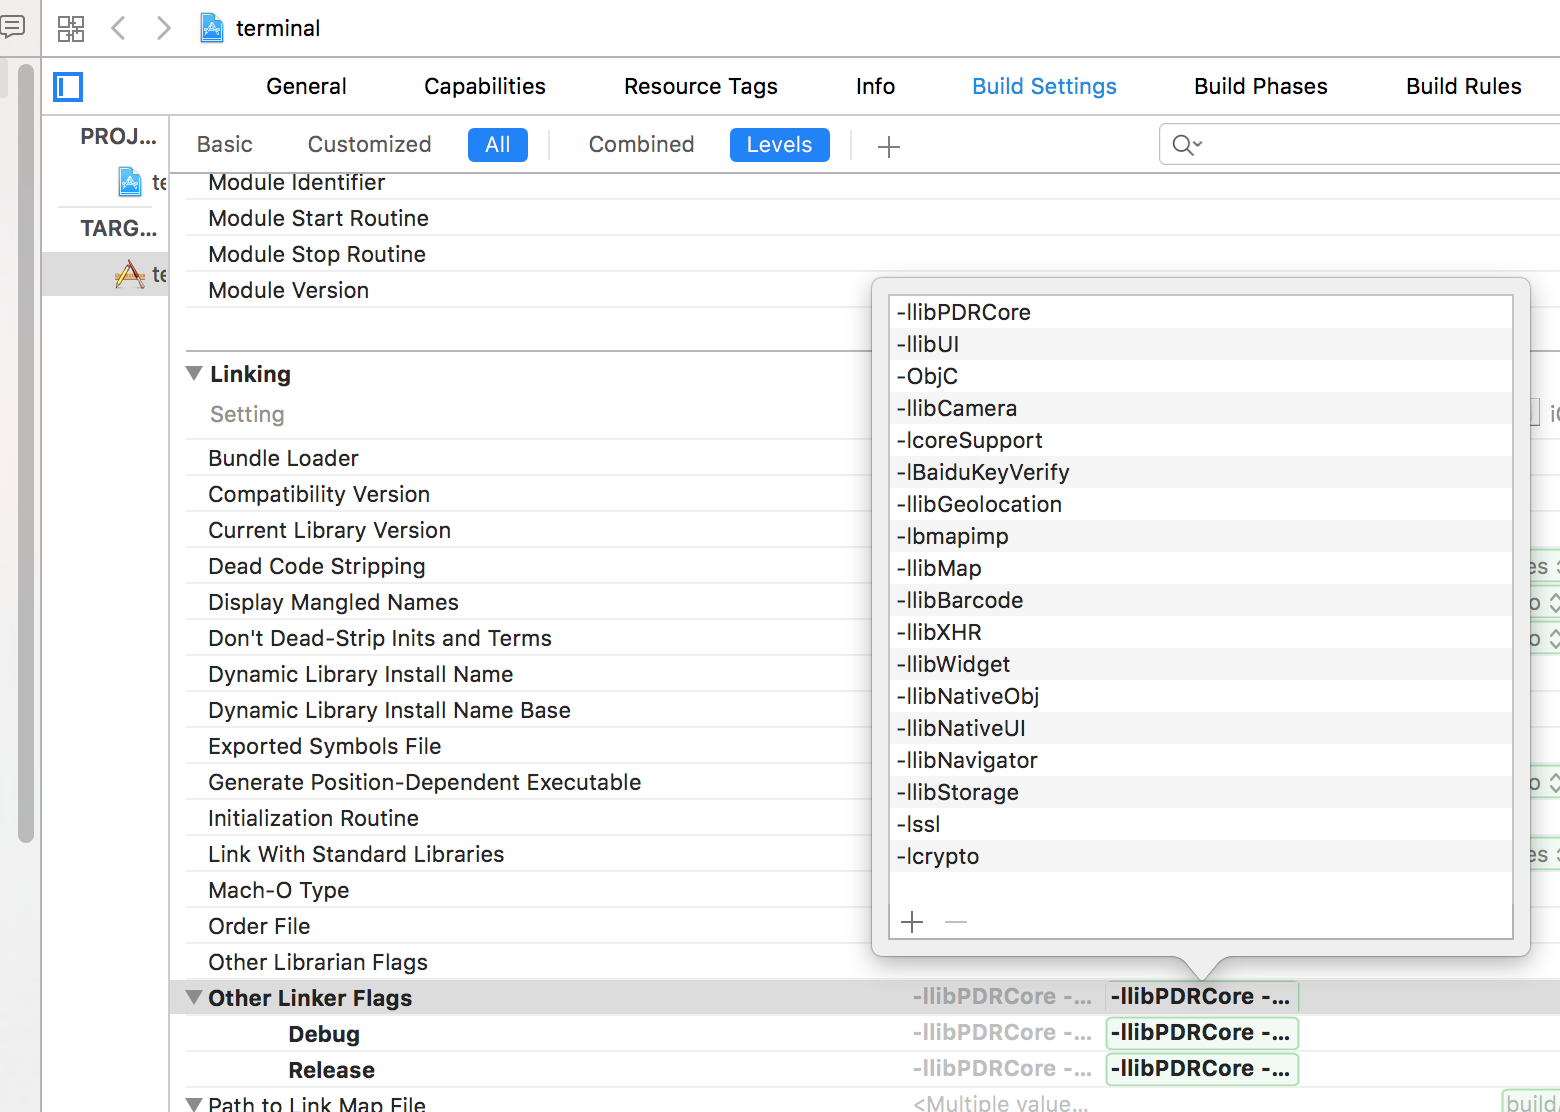 terminal
General Capabilities Resource Tags Info Build Settings Build Phases Build Rules
PROJ... Basic Customized All Combined Levels
te
TARG...
te
Module Identifier
Module Start Routine
Module Stop Routine
Module Version
-llibPDRCore
-llibUI
-ObjC
-llibCamera
-lcoreSupport
-lBaiduKeyVerify
-llibGeolocation
-lbmapimp
-llibMap
-llibBarcode
-llibXHR
-llibWidget
-llibNativeObj
-llibNativeUI
-llibNavigator
-llibStorage
-lssl
-lcrypto
Linking
Setting
Bundle Loader
Compatibility Version
Current Library Version
Dead Code Stripping es
Display Mangled Names o
Don't Dead-Strip Inits and Terms o
Dynamic Library Install Name
Dynamic Library Install Name Base
Exported Symbols File
Generate Position-Dependent Executable o
Initialization Routine
Link With Standard Libraries es
Mach-O Type
Order File
Other Librarian Flags
Other Linker Flags -llibPDRCore -... -llibPDRCore -...
Debug -llibPDRCore -... -llibPDRCore -...
Release -llibPDRCore -... -llibPDRCore -...
Path to Link Map File <Multiple value... build